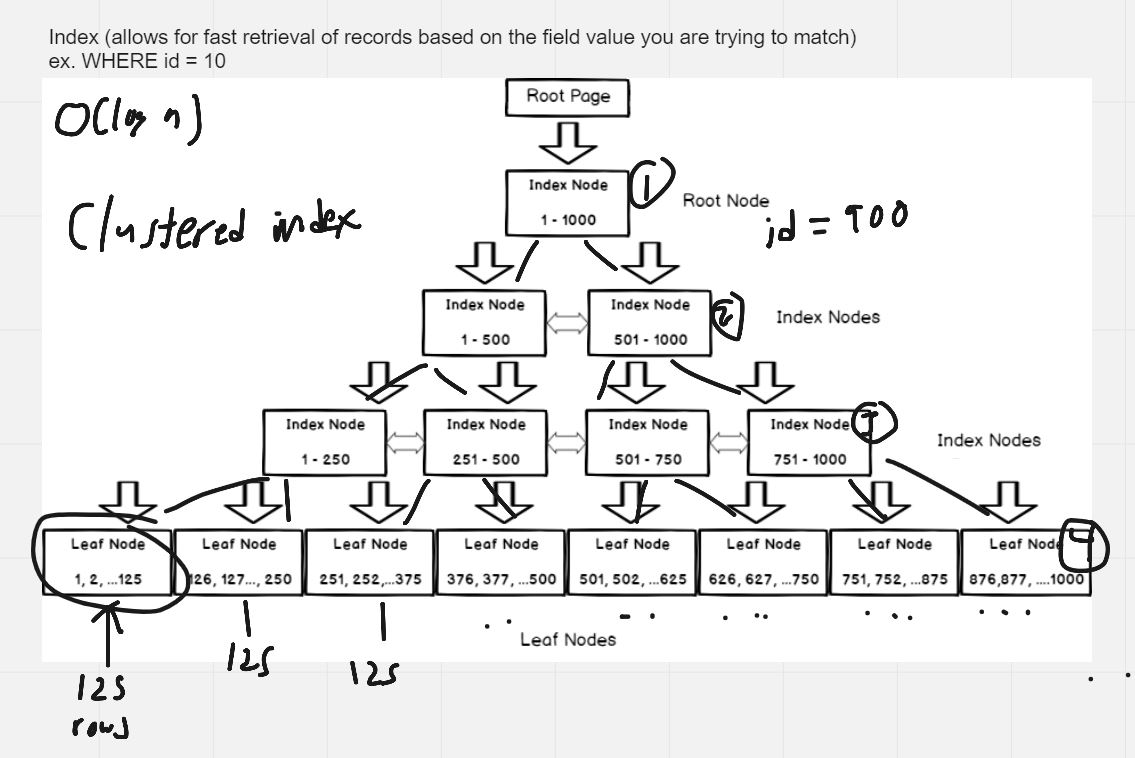 Index (allows for fast retrieval of records based on the field value you are trying to match)
ex. WHERE id = 10
O(log n)
Root Page
Clustered index
Index Node
1 - 1000
1
Root Node
id = 900
Index Node
1 - 500
Index Node
501 - 1000
2
Index Nodes
Index Node
1 - 250
Index Node
251 - 500
Index Node
501 - 750
Index Node
751 - 1000
3
Index Nodes
Leaf Node
1, 2, ...125
Leaf Node
126, 127..., 250
Leaf Node
251, 252,...375
Leaf Node
376, 377, ...500
Leaf Node
501, 502, ...625
Leaf Node
626, 627, ...750
Leaf Node
751, 752, ...875
Leaf Node
876,877, ....1000
4
Leaf Nodes
125
rows
125
125